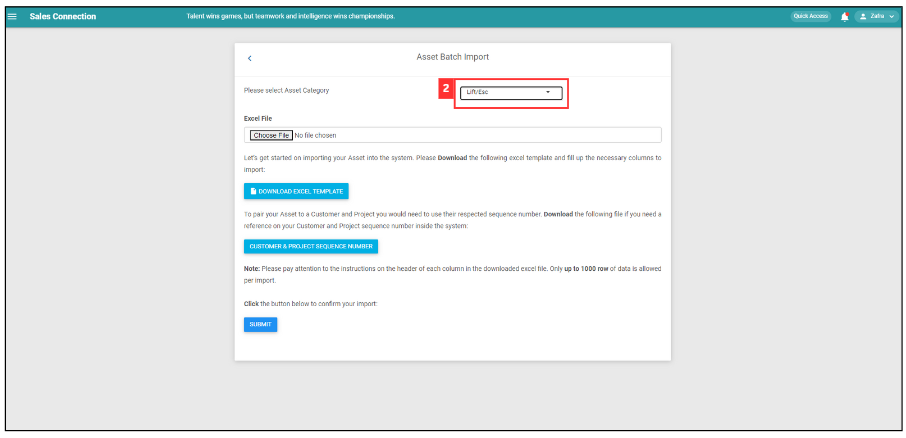 Sales Connection
Talent wins games, but teamwork and intelligence wins championships.
Quick Access
Zafra
Asset Batch Import
Please select Asset Category
2
Lift/Esc
Excel File
Choose File No file chosen
Let's get started on importing your Asset into the system. Please Download the following excel template and fill up the necessary columns to
import:
DOWNLOAD EXCEL TEMPLATE
To pair your Asset to a Customer and Project you would need to use their respected sequence number. Download the following file if you need a
reference on your Customer and Project sequence number inside the system:
CUSTOMER & PROJECT SEQUENCE NUMBER
Note: Please pay attention to the instructions on the header of each column in the downloaded excel file. Only up to 1000 row of data is allowed
per import.
Click the button below to confirm your import:
SUBMIT